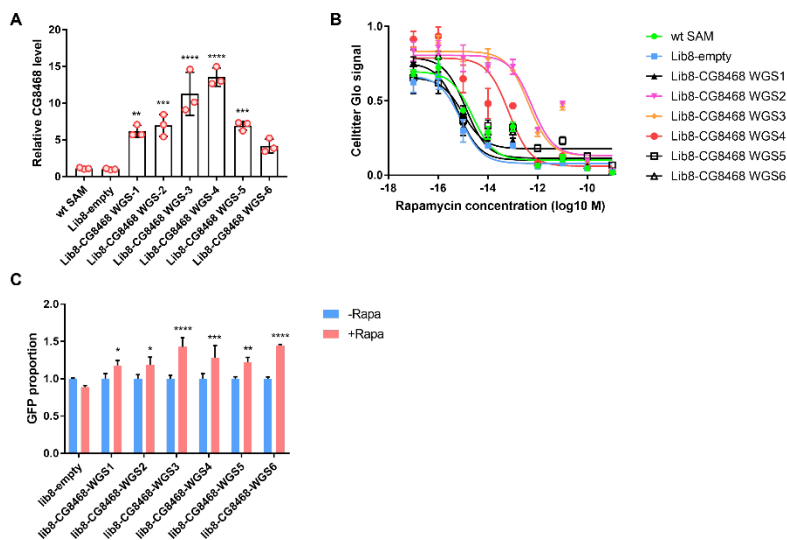 A
Relative CG8468 level
20
15
10
5
0
**
***
****
****
***
wt SAM
Lib8-empty
Lib8-CG8468 WGS-1
Lib8-CG8468 WGS-2
Lib8-CG8468 WGS-3
Lib8-CG8468 WGS-4
Lib8-CG8468 WGS-5
Lib8-CG8468 WGS-6
B
Celltiter Glo signal
1.0
0.5
0.0
-18
-16
-14
-12
-10
Rapamycin concentration (log10 M)
wt SAM
Lib8-empty
Lib8-CG8468 WGS1
Lib8-CG8468 WGS2
Lib8-CG8468 WGS3
Lib8-CG8468 WGS4
Lib8-CG8468 WGS5
Lib8-CG8468 WGS6
C
GFP proportion
2.0
1.5
1.0
0.5
0.0
*
*
****
***
**
****
lib8-empty
lib8-CG8468-WGS1
lib8-CG8468-WGS2
lib8-CG8468-WGS3
lib8-CG8468-WGS4
lib8-CG8468-WGS5
lib8-CG8468-WGS6
-Rapa
+Rapa